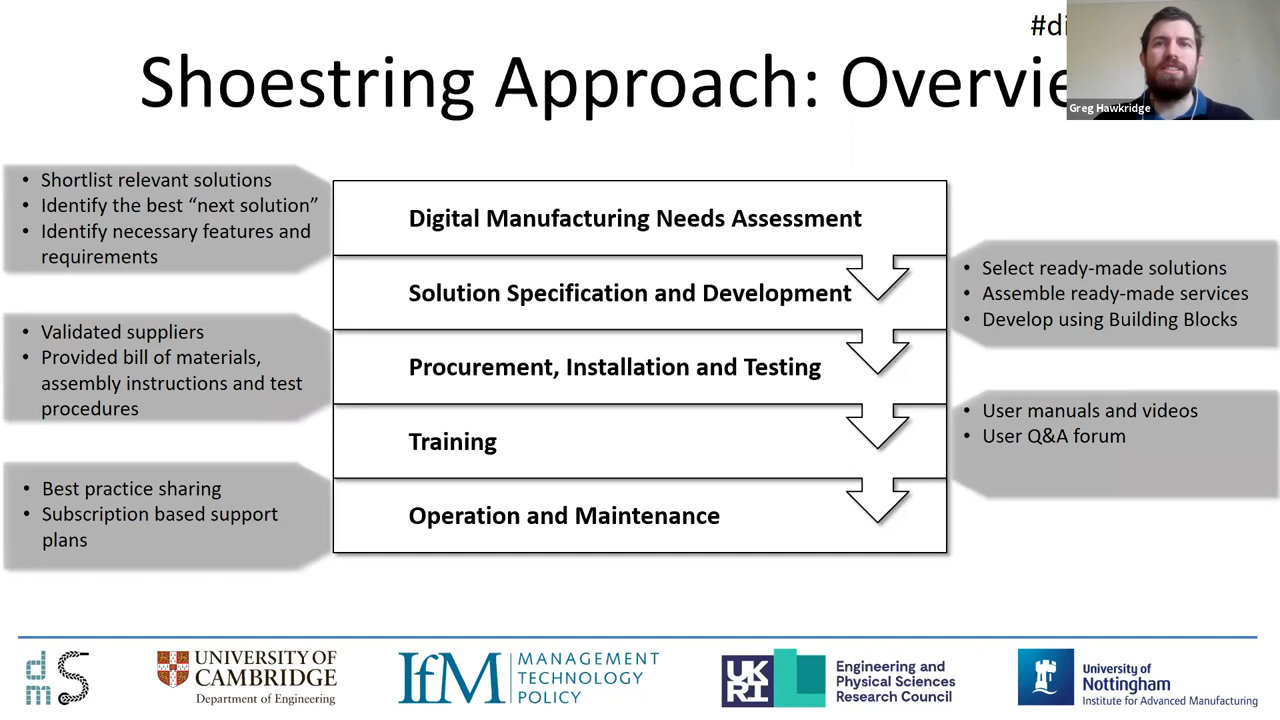 #di
Shoestring Approach: Overvie
Greg Hawkridge
• Shortlist relevant solutions
• Identify the best “next solution”
• Identify necessary features and
requirements
Digital Manufacturing Needs Assessment
Solution Specification and Development
• Select ready-made solutions
• Assemble ready-made services
• Develop using Building Blocks
• Validated suppliers
• Provided bill of materials,
assembly instructions and test
procedures
Procurement, Installation and Testing
Training
• User manuals and videos
• User Q&A forum
• Best practice sharing
• Subscription based support
plans
Operation and Maintenance
dmS
UNIVERSITY OF
CAMBRIDGE
Department of Engineering
IfM
MANAGEMENT
TECHNOLOGY
POLICY
UK
RI
Engineering and
Physical Sciences
Research Council
University of
Nottingham
Institute for Advanced Manufacturing